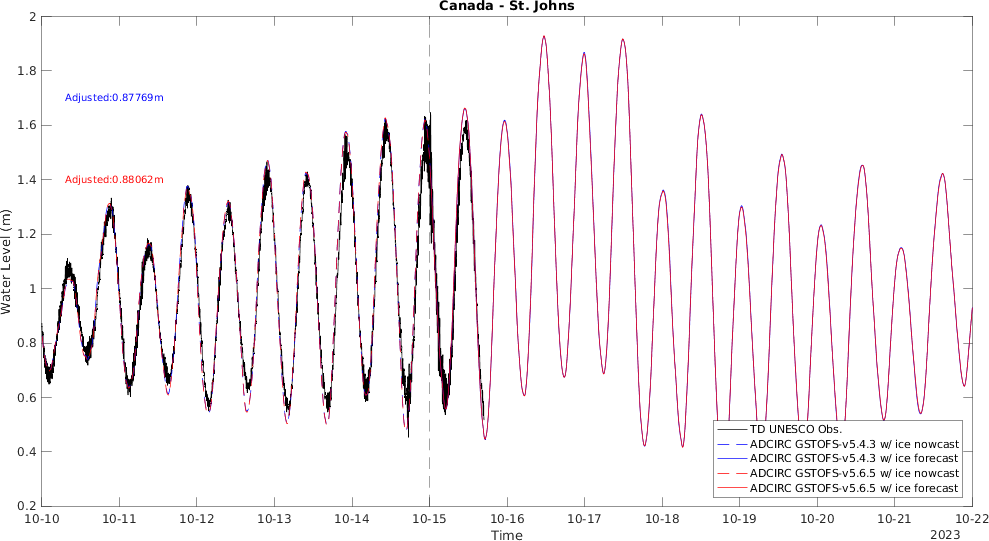 Canada - St. Johns
2
1.8
1.6
1.4
1.2
1
0.8
0.6
0.4
0.2
Water Level (m)
Adjusted:0.87769m
Adjusted:0.88062m
TD UNESCO Obs.
ADCIRC GSTOFS-v5.4.3 w/ ice nowcast
ADCIRC GSTOFS-v5.4.3 w/ ice forecast
ADCIRC GSTOFS-v5.6.5 w/ ice nowcast
ADCIRC GSTOFS-v5.6.5 w/ ice forecast
10-10 10-11 10-12 10-13 10-14 10-15 10-16 10-17 10-18 10-19 10-20 10-21 10-22
Time
2023